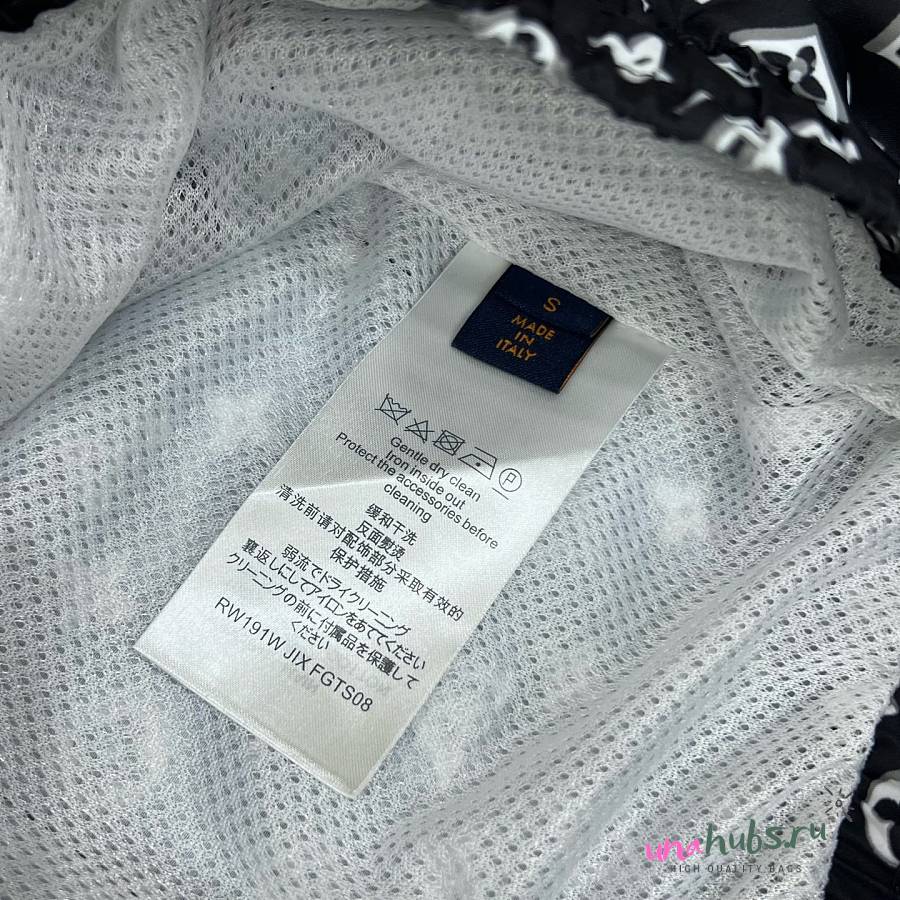 S
MADE
IN
ITALY
P
Gentle dry clean
Iron inside out
Protect the accessories before
cleaning
缓和干洗
反面熨烫
清洗前请对配饰部分采取有效的
保护措施
弱流でドライクリーニング
裏返しにしてアイロンをあててください
クリーニングの前に付属品を保護して
ください
RW191W JIX FGTS08
unahubs.ru
HIGH QUALITY BAGS